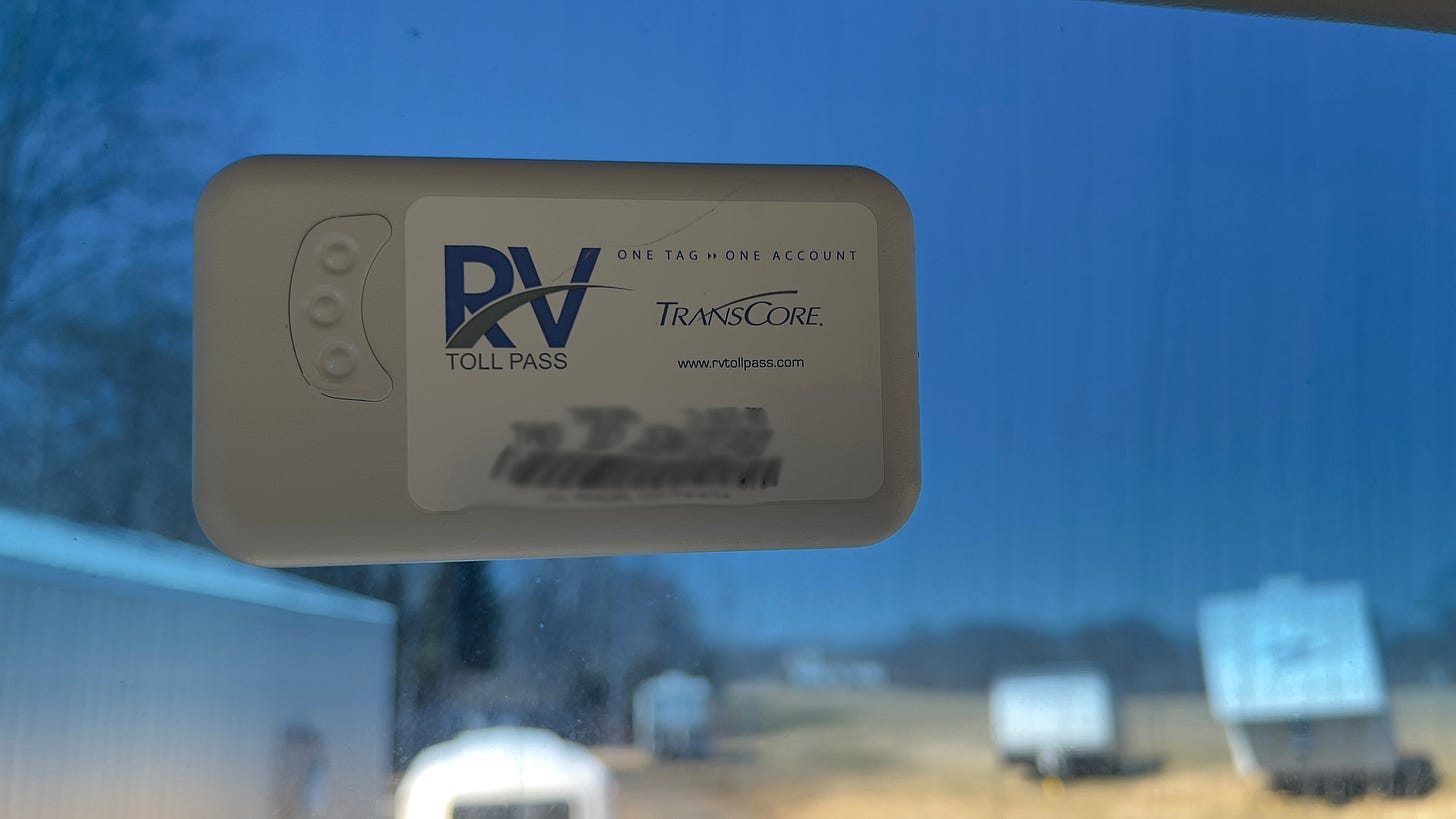 RV
TOLL PASS
ONE TAG ›› ONE ACCOUNT
TRANSCORE.
www.rvtollpass.com